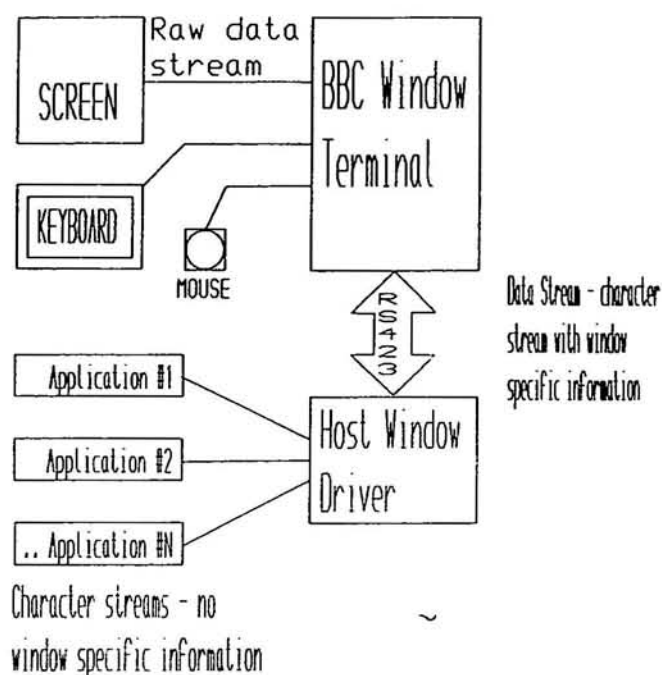 Raw data
stream
SCREEN
BBC Window
Terminal
KEYBOARD
MOUSE
RS423
Data Stream - character
stream with window
specific information
Application #1
Application #2
.. Application #N
Host Window
Driver
Character streams - no
window specific information